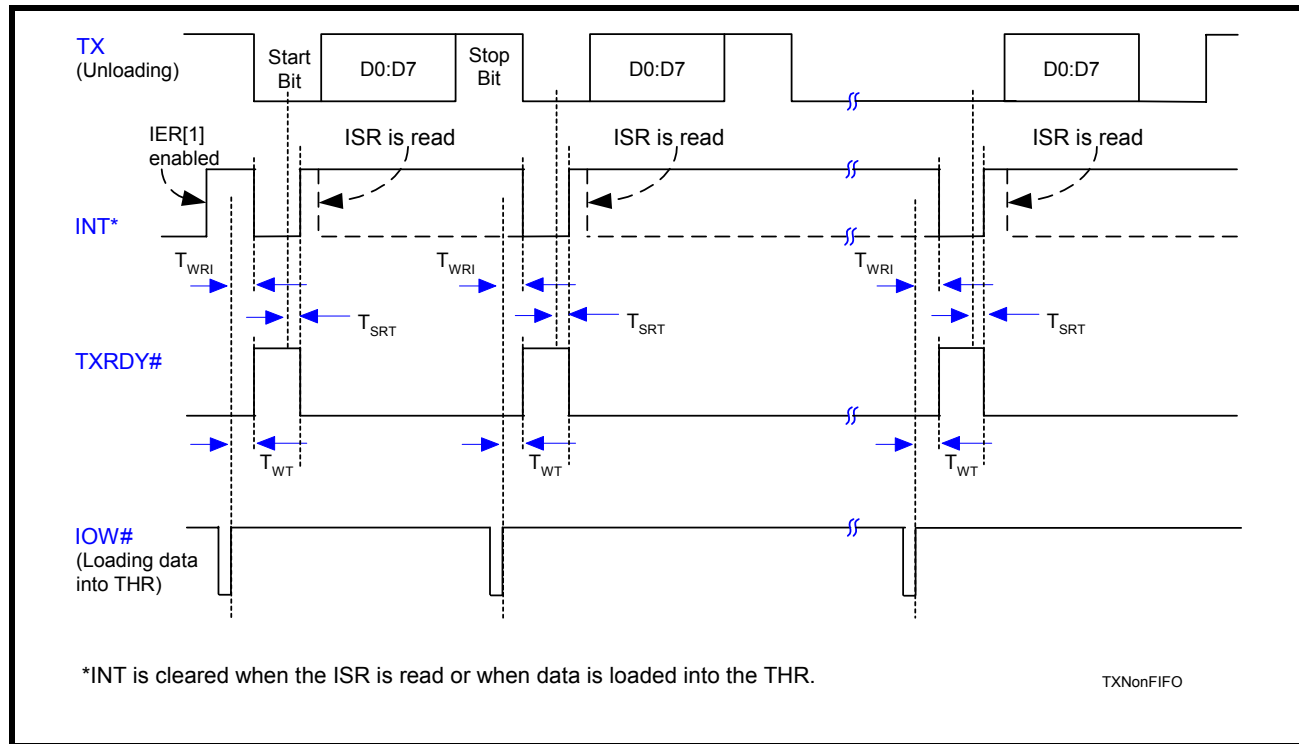 TX
(Unloading)
Start
Bit
D0:D7
Stop
Bit
D0:D7
D0:D7
IER[1]
enabled
ISR is read
ISR is read
ISR is read
INT*
TWRI
TWRI
TWRI
TSRT
TSRT
TSRT
TXRDY#
TWT
TWT
TWT
IOW#
(Loading data
into THR)
*INT is cleared when the ISR is read or when data is loaded into the THR.
TXNonFIFO